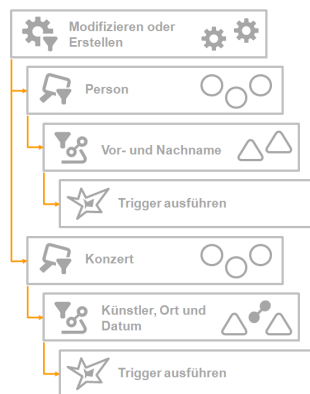 Modifizieren oder
Erstellen
Person
Vor- und Nachname
Trigger ausführen
Konzert
Künstler, Ort und
Datum
Trigger ausführen